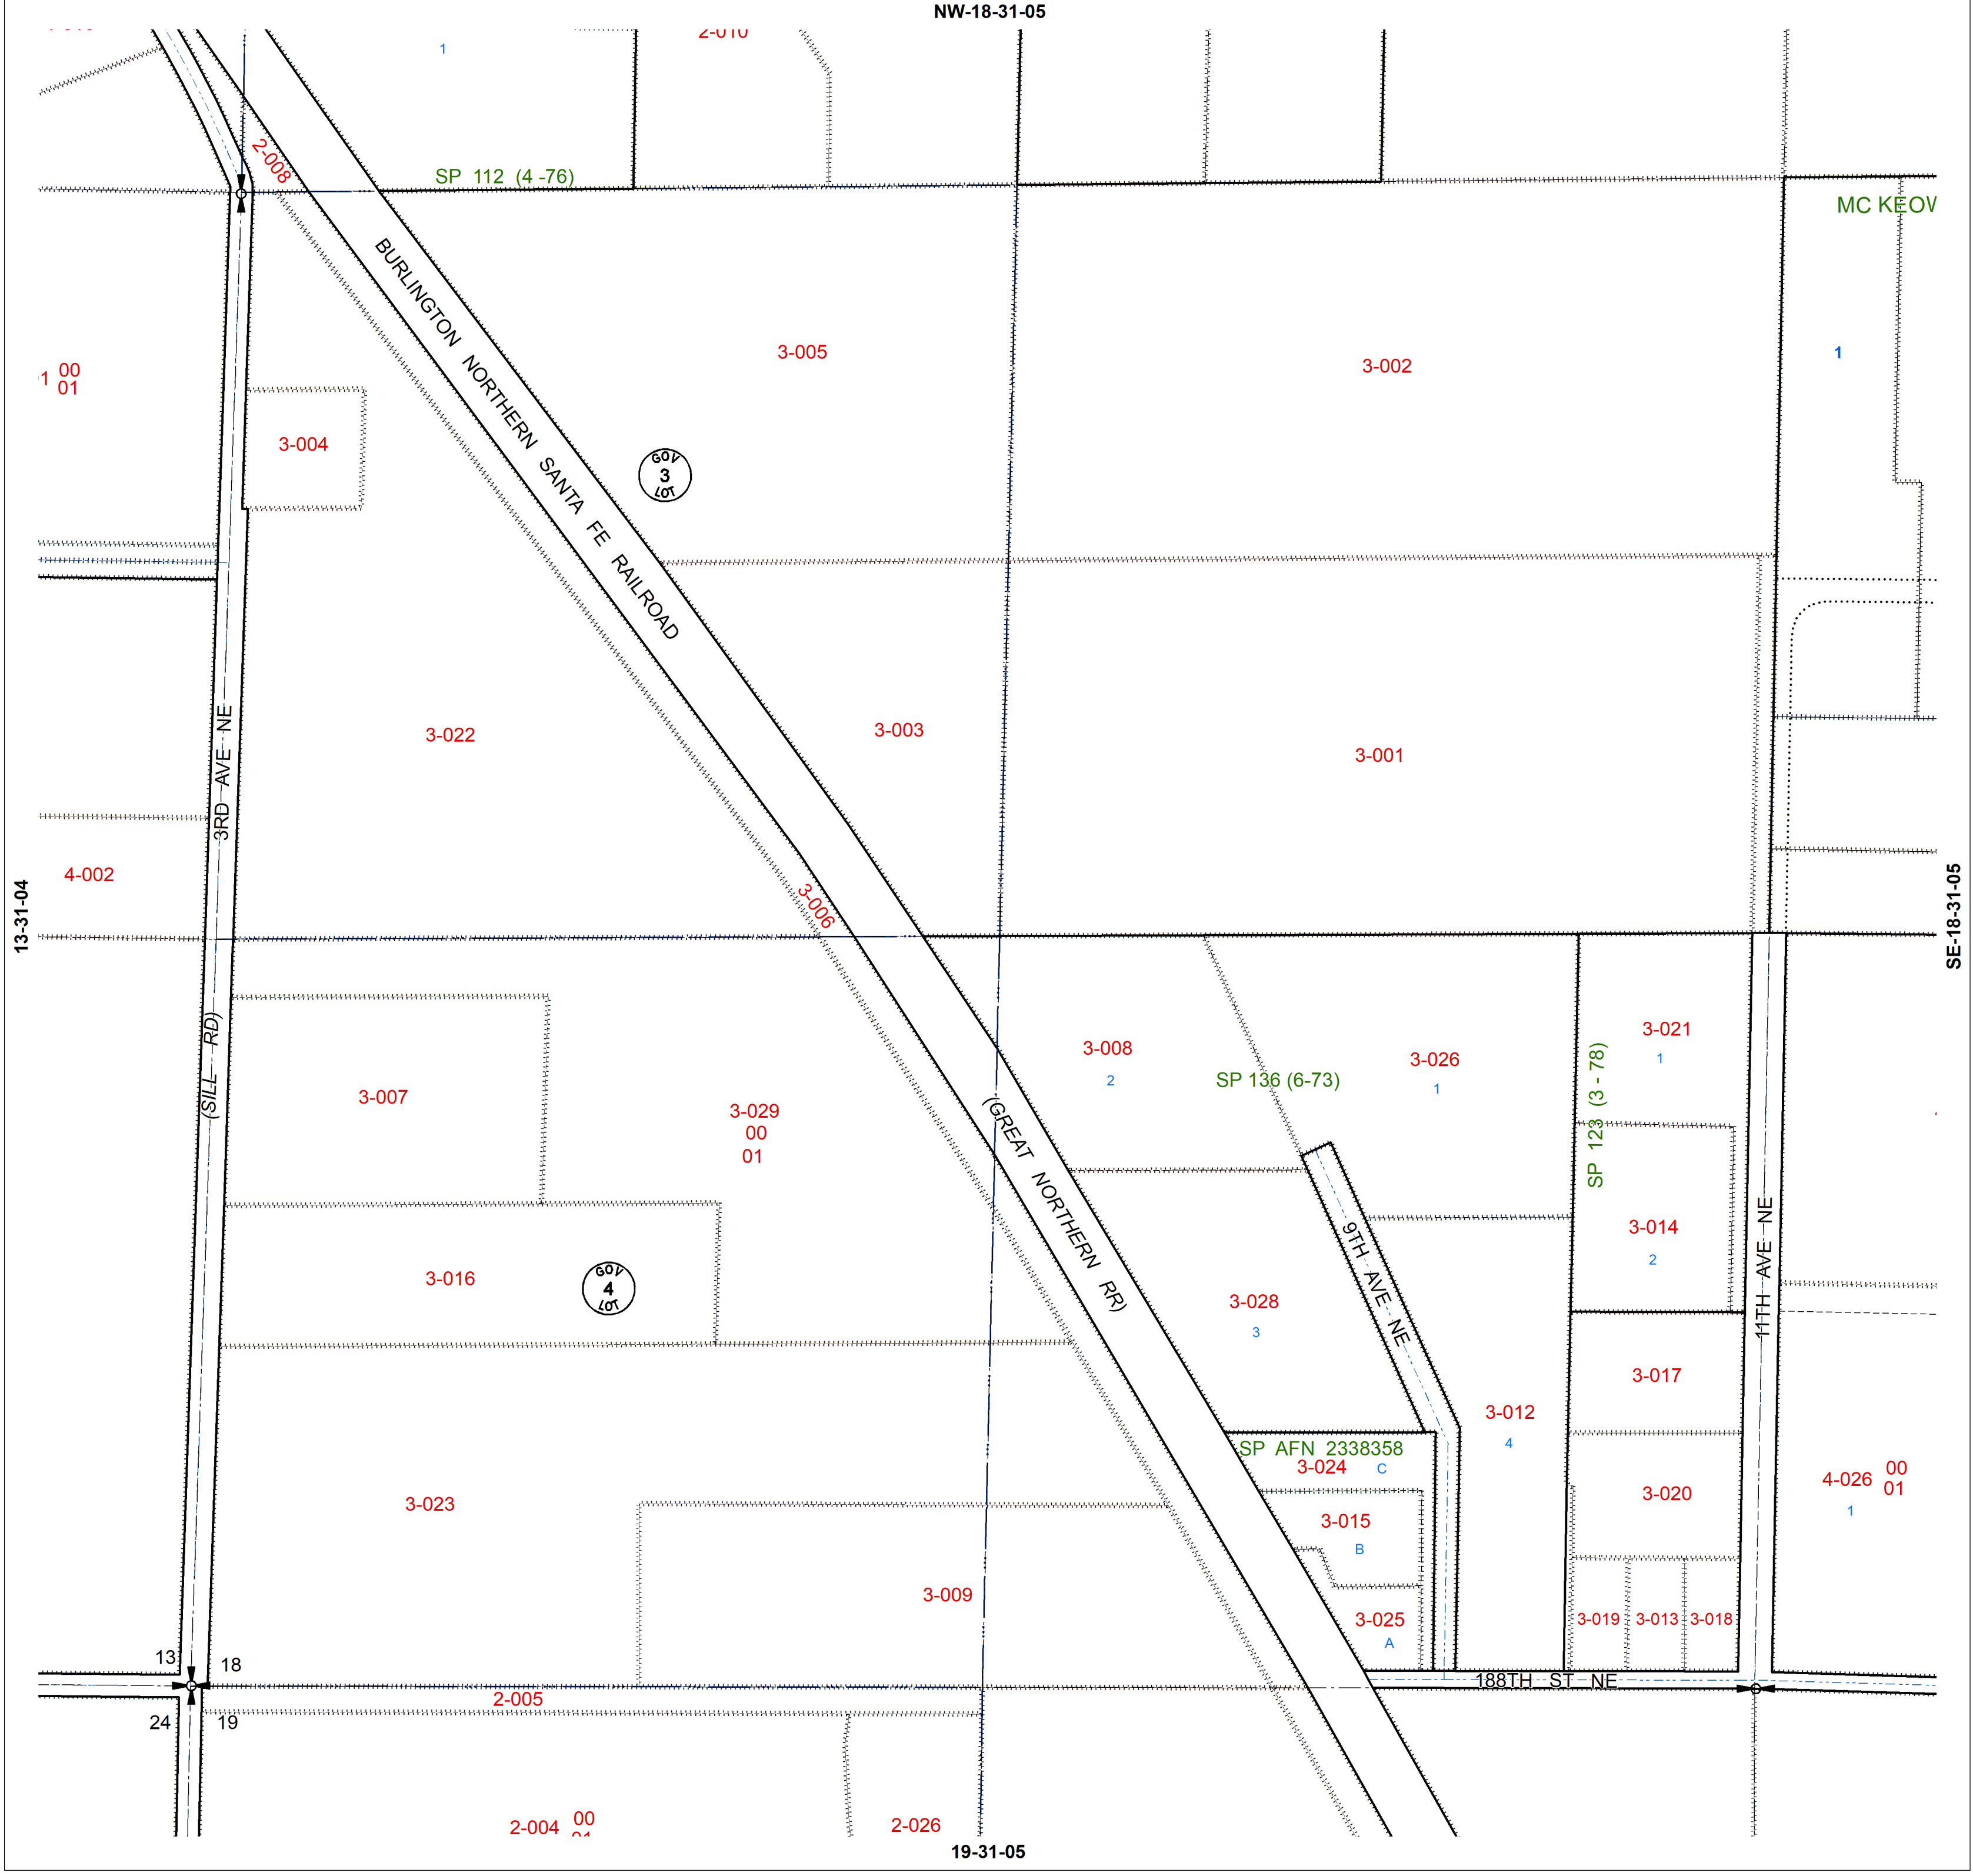 NW-18-31-05
1
2-010
2-008
SP 112 (4 -76)
MC KEOW
BURLINGTON NORTHERN SANTA FE RAILROAD
3-005
3-002
1
1 00
01
3-004
GOV
3
LOT
3RD AVE NE
3-022
3-003
3-001
4-002
3-006
13-31-04
SE-18-31-05
(SILL RD)
3-007
3-029
00
01
3-008
2
SP 136 (6-73)
3-026
1
3-021
1
SP 123 (3 - 78)
(GREAT NORTHERN RR)
3-016
GOV
4
LOT
9TH AVE NE
3-014
2
11TH AVE NE
3-028
3
3-017
3-012
4
SP AFN 2338358
3-024 C
3-023
3-015
B
3-020
4-026 00
01
1
3-009
3-025
A
3-019
3-013
3-018
13
18
188TH ST NE
2-005
24
19
2-004 00
2-026
19-31-05